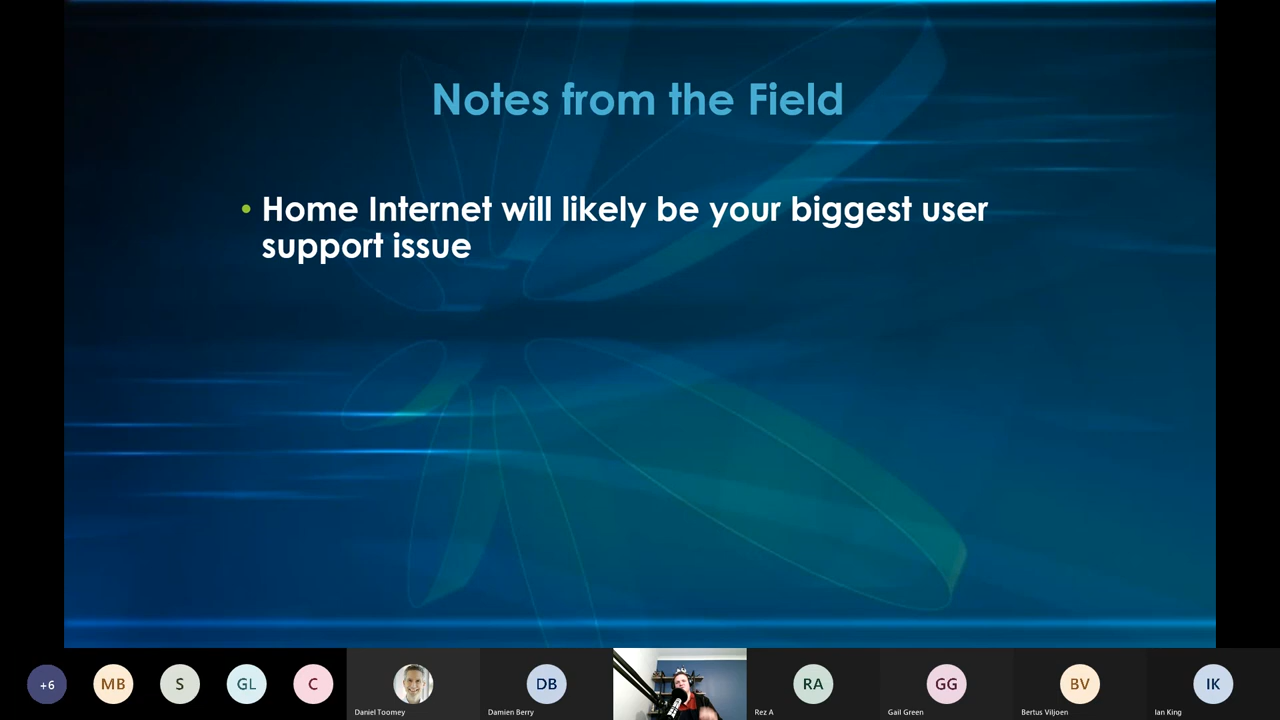 Notes from the Field
• Home Internet will likely be your biggest user
support issue
+6
MB
S
GL
C
Daniel Toomey
DB
Damien Berry
RA
Rez A
GG
Gail Green
BV
Bertus Viljoen
IK
Ian King